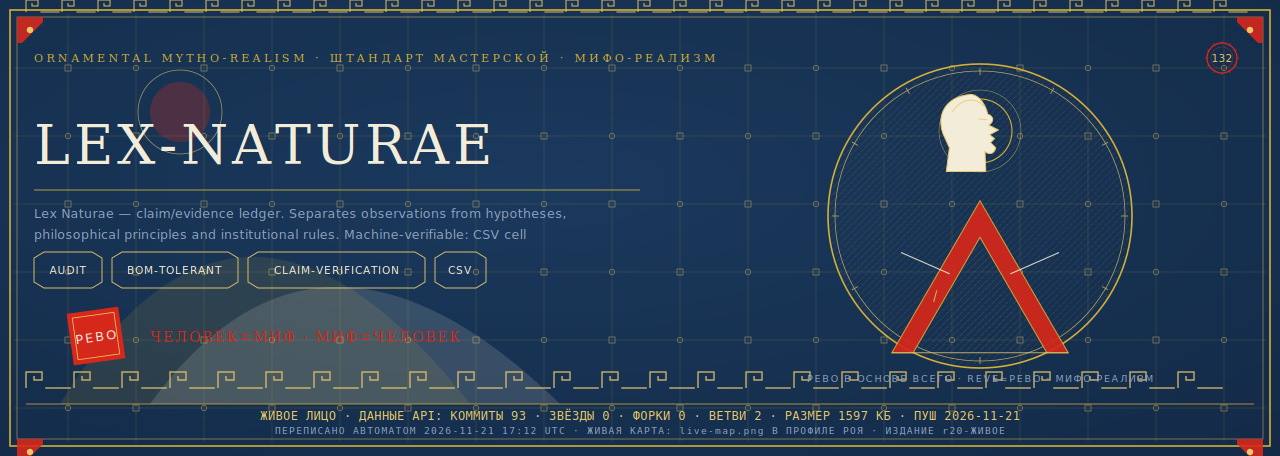 ORNAMENTAL MYTHO-REALISM · ШТАНДАРТ МАСТЕРСКОЙ · МИФО-РЕАЛИЗМ
132
LEX-NATURAE
Lex Naturae — claim/evidence ledger. Separates observations from hypotheses,
philosophical principles and institutional rules. Machine-verifiable: CSV cell
AUDIT BOM-TOLERANT CLAIM-VERIFICATION CSV
РЕВО
ЧЕЛОВЕК=МИФ · МИФ=ЧЕЛОВЕК
РЕВО В ОСНОВЕ ВСЕГО · REVE=РЕВО · МИФО-РЕАЛИЗМ
ЖИВОЕ ЛИЦО · ДАННЫЕ API: КОММИТЫ 93 · ЗВЁЗДЫ 0 · ФОРКИ 0 · ВЕТВИ 2 · РАЗМЕР 1597 КБ · ПУШ 2026-11-21
ПЕРЕПИСАНО АВТОМАТОМ 2026-11-21 17:12 UTC · ЖИВАЯ КАРТА: live-map.png В ПРОФИЛЕ РОЯ · ИЗДАНИЕ r20-ЖИВОЕ